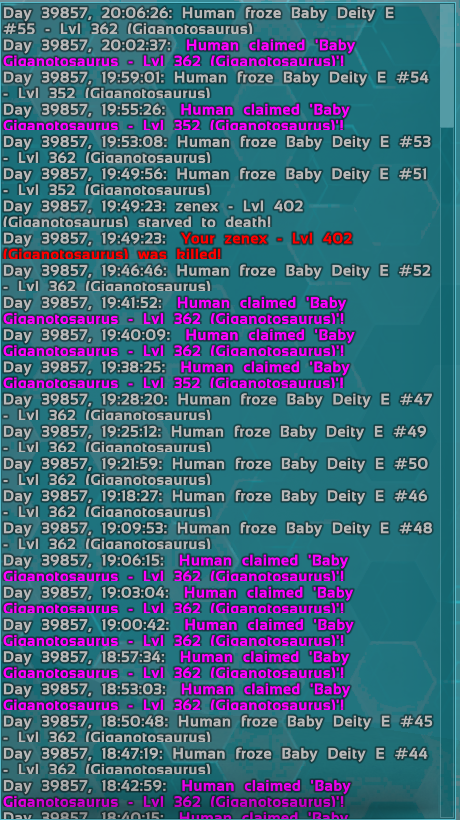 Day 39857, 20:06:26: Human froze Baby Deity E
#55 - Lvl 362 (Giganotosaurus)
Day 39857, 20:02:37: Human claimed 'Baby
Giganotosaurus - Lvl 362 (Giganotosaurus)'!
Day 39857, 19:59:01: Human froze Baby Deity E #54
- Lvl 352 (Giganotosaurus)
Day 39857, 19:55:26: Human claimed 'Baby
Giganotosaurus - Lvl 352 (Giganotosaurus)'!
Day 39857, 19:53:08: Human froze Baby Deity E #53
- Lvl 362 (Giganotosaurus)
Day 39857, 19:49:56: Human froze Baby Deity E #51
- Lvl 352 (Giganotosaurus)
Day 39857, 19:49:23: zenex - Lvl 402
(Giganotosaurus) starved to death!
Day 39857, 19:49:23: Your zenex - Lvl 402
(Giganotosaurus) was killed!
Day 39857, 19:46:46: Human froze Baby Deity E #52
- Lvl 362 (Giganotosaurus)
Day 39857, 19:41:52: Human claimed 'Baby
Giganotosaurus - Lvl 362 (Giganotosaurus)'!
Day 39857, 19:40:09: Human claimed 'Baby
Giganotosaurus - Lvl 362 (Giganotosaurus)'!
Day 39857, 19:38:25: Human claimed 'Baby
Giganotosaurus - Lvl 352 (Giganotosaurus)'!
Day 39857, 19:28:20: Human froze Baby Deity E #47
- Lvl 362 (Giganotosaurus)
Day 39857, 19:25:12: Human froze Baby Deity E #49
- Lvl 362 (Giganotosaurus)
Day 39857, 19:21:59: Human froze Baby Deity E #50
- Lvl 362 (Giganotosaurus)
Day 39857, 19:18:27: Human froze Baby Deity E #46
- Lvl 362 (Giganotosaurus)
Day 39857, 19:09:53: Human froze Baby Deity E #48
- Lvl 362 (Giganotosaurus)
Day 39857, 19:06:15: Human claimed 'Baby
Giganotosaurus - Lvl 362 (Giganotosaurus)'!
Day 39857, 19:03:04: Human claimed 'Baby
Giganotosaurus - Lvl 362 (Giganotosaurus)'!
Day 39857, 19:00:42: Human claimed 'Baby
Giganotosaurus - Lvl 362 (Giganotosaurus)'!
Day 39857, 18:57:34: Human claimed 'Baby
Giganotosaurus - Lvl 362 (Giganotosaurus)'!
Day 39857, 18:53:03: Human claimed 'Baby
Giganotosaurus - Lvl 362 (Giganotosaurus)'!
Day 39857, 18:50:48: Human froze Baby Deity E #45
- Lvl 362 (Giganotosaurus)
Day 39857, 18:47:19: Human froze Baby Deity E #44
- Lvl 362 (Giganotosaurus)
Day 39857, 18:42:59: Human claimed 'Baby
Giganotosaurus - Lvl 362 (Giganotosaurus)'!
Day 39857, 18:40:15: Human claimed 'Baby